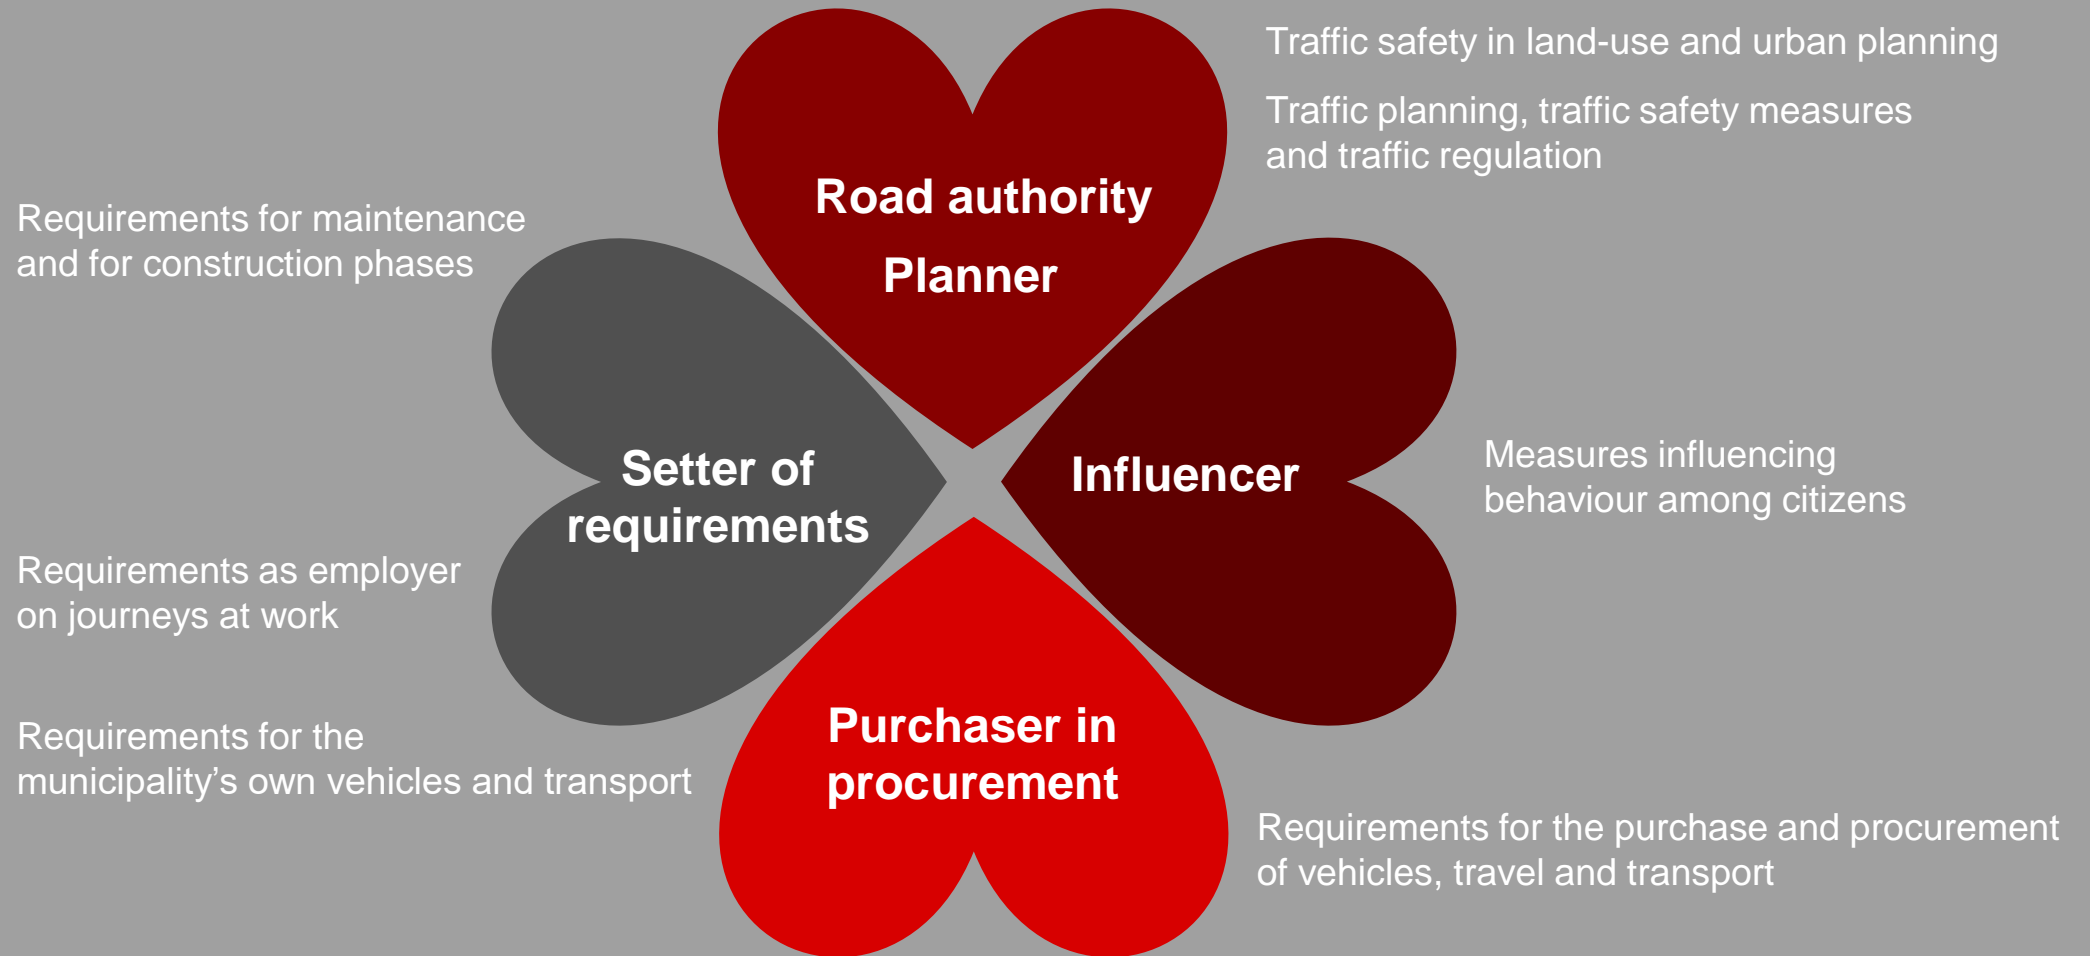 Traffic safety in land-use and urban planning
Traffic planning, traffic safety measures
and traffic regulation
Road authority
Planner
Requirements for maintenance
and for construction phases
Setter of
requirements
Influencer
Measures influencing
behaviour among citizens
Requirements as employer
on journeys at work
Requirements for the
municipality’s own vehicles and transport
Purchaser in
procurement
Requirements for the purchase and procurement
of vehicles, travel and transport